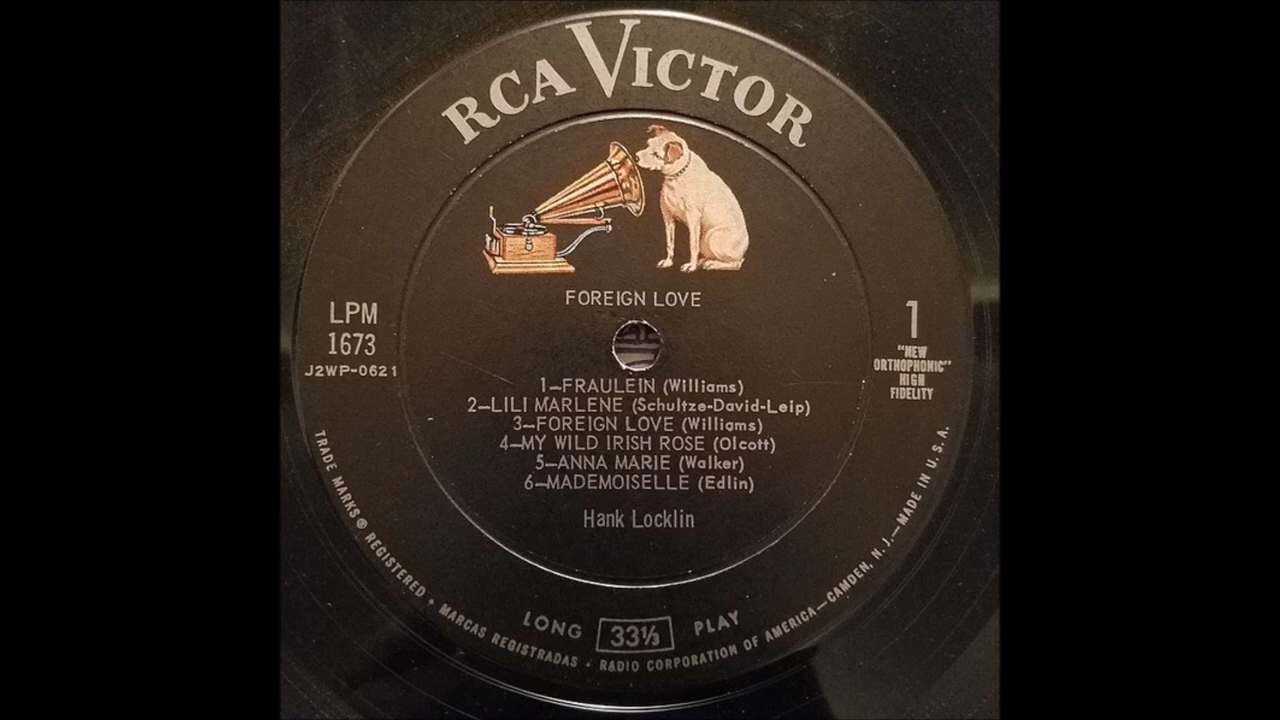 RCA VICTOR
FOREIGN LOVE
LPM
1673
J2WP-0621
1
"NEW
ORTHOPHONIC"
HIGH
FIDELITY
1—FRAULEIN (Williams)
2—LILI MARLENE (Schultze-David-Leip)
3—FOREIGN LOVE (Williams)
4—MY WILD IRISH ROSE (Olcott)
5—ANNA MARIE (Walker)
6—MADEMOISELLE (Edlin)
Hank Locklin
LONG 33⅓ PLAY
TRADE MARKS ® REGISTERED • MARCAS REGISTRADAS • RADIO CORPORATION OF AMERICA—CAMDEN, N. J.—MADE IN U. S. A.